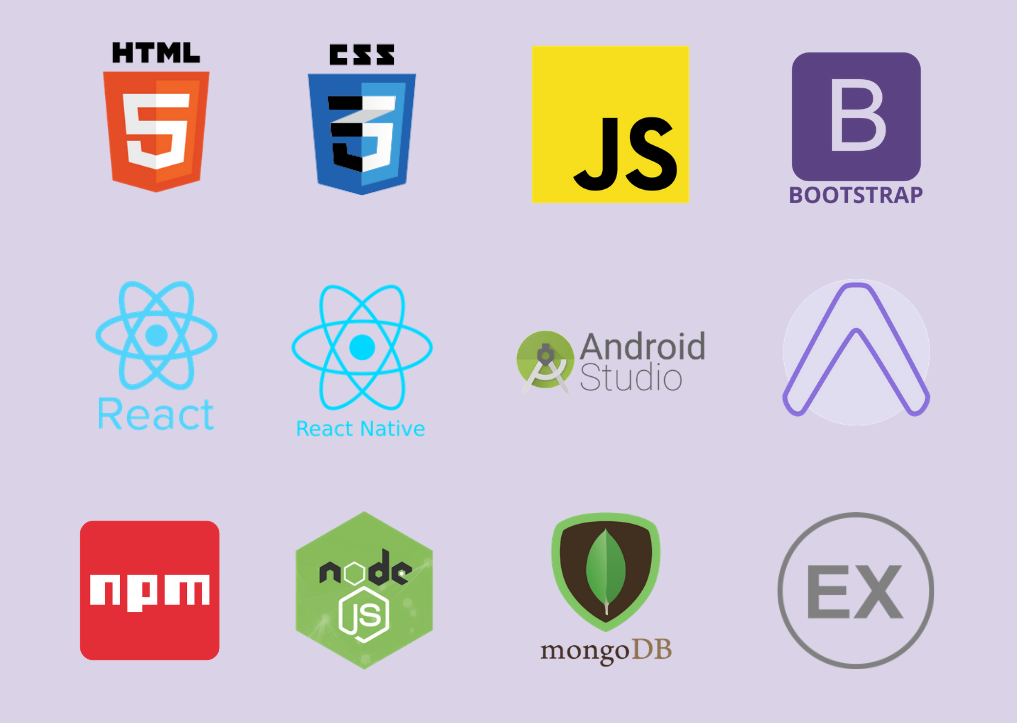 HTML
5
CSS
3
JS
B
BOOTSTRAP
React
React Native
Android
Studio
npm
node
JS
mongoDB
EX